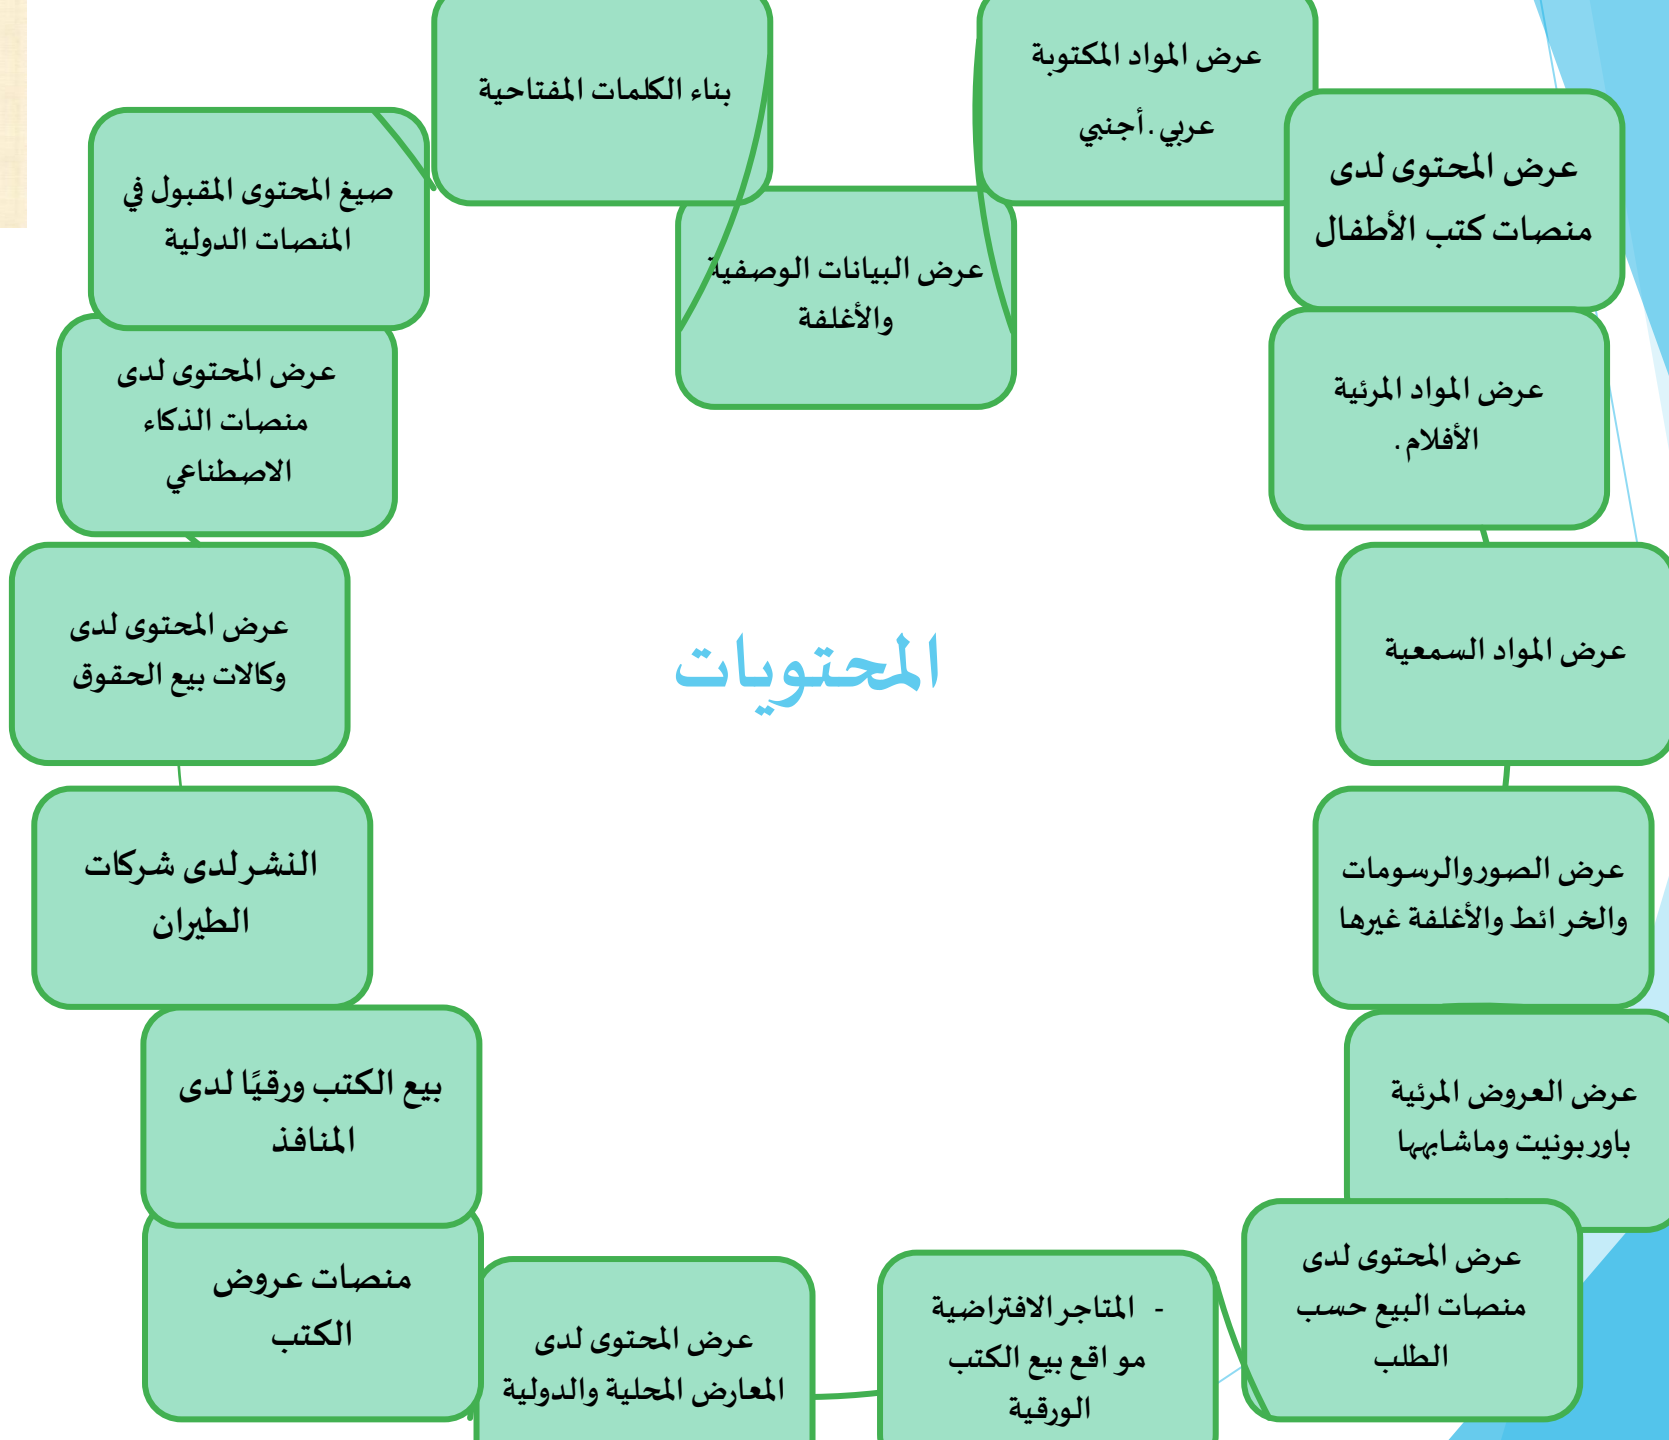 عرض البيانات الوصفية
والأغلفة
عرض المواد المكتوبة
عربي . أجنبي
عرض المحتوى لدى
منصات كتب الأطفال
عرض المواد المرئية
الأفلام .
عرض المواد السمعية
عرض الصور والرسومات
والخرائط والأغلفة غيرها
عرض العروض المرئية
باوربونيت وماشابهها
عرض المحتوى لدى
منصات البيع حسب
الطلب
- المتاجر الافتراضية
مواقع بيع الكتب
الورقية
عرض المحتوى لدى
المعارض المحلية والدولية
منصات عروض
الكتب
بيع الكتب ورقيًا لدى
المنافذ
النشر لدى شركات
الطيران
عرض المحتوى لدى
وكالات بيع الحقوق
عرض المحتوى لدى
منصات الذكاء
الاصطناعي
صيغ المحتوى المقبول في
المنصات الدولية
بناء الكلمات المفتاحية
المحتويات